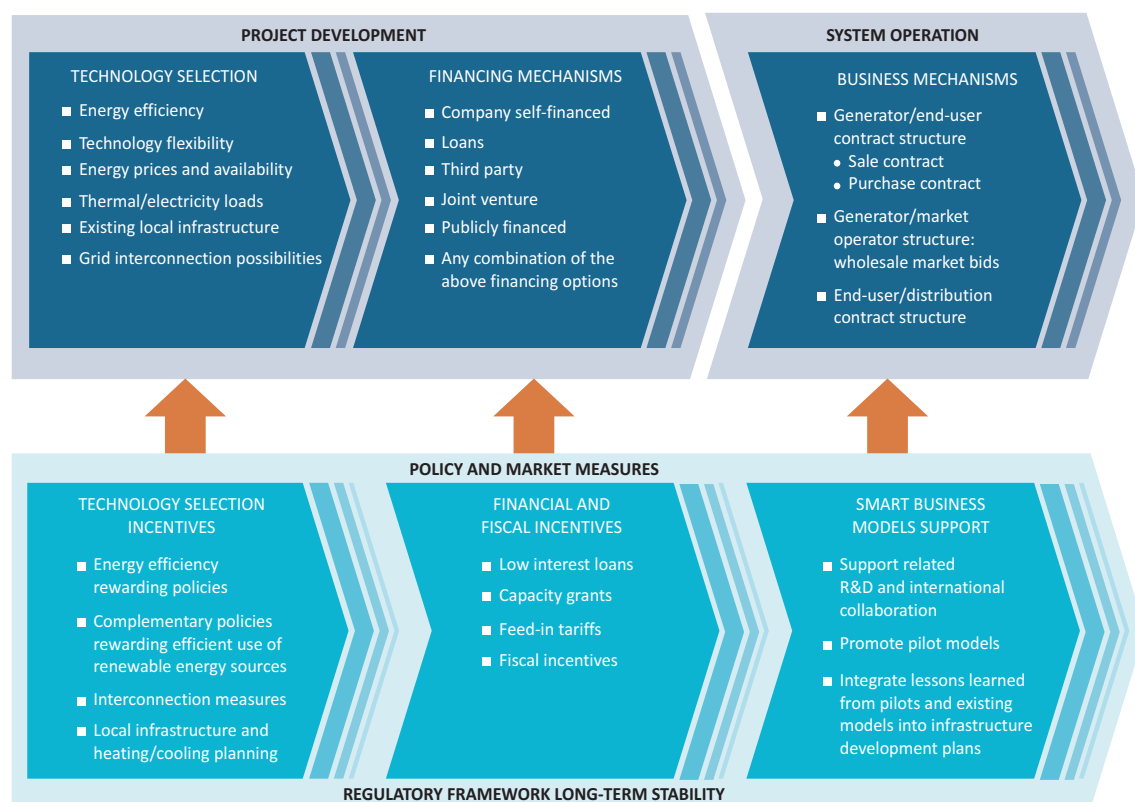 PROJECT DEVELOPMENT
TECHNOLOGY SELECTION
■ Energy efficiency
■ Technology flexibility
■ Energy prices and availability
■ Thermal/electricity loads
■ Existing local infrastructure
■ Grid interconnection possibilities
FINANCING MECHANISMS
■ Company self-financed
■ Loans
■ Third party
■ Joint venture
■ Publicly financed
■ Any combination of the
above financing options
SYSTEM OPERATION
BUSINESS MECHANISMS
■ Generator/end-user
contract structure
• Sale contract
• Purchase contract
■ Generator/market
operator structure:
wholesale market bids
■ End-user/distribution
contract structure
POLICY AND MARKET MEASURES
TECHNOLOGY SELECTION
INCENTIVES
■ Energy efficiency
rewarding policies
■ Complementary policies
rewarding efficient use of
renewable energy sources
■ Interconnection measures
■ Local infrastructure and
heating/cooling planning
FINANCIAL AND
FISCAL INCENTIVES
■ Low interest loans
■ Capacity grants
■ Feed-in tariffs
■ Fiscal incentives
SMART BUSINESS
MODELS SUPPORT
■ Support related
R&D and international
collaboration
■ Promote pilot models
■ Integrate lessons learned
from pilots and existing
models into infrastructure
development plans
REGULATORY FRAMEWORK LONG-TERM STABILITY